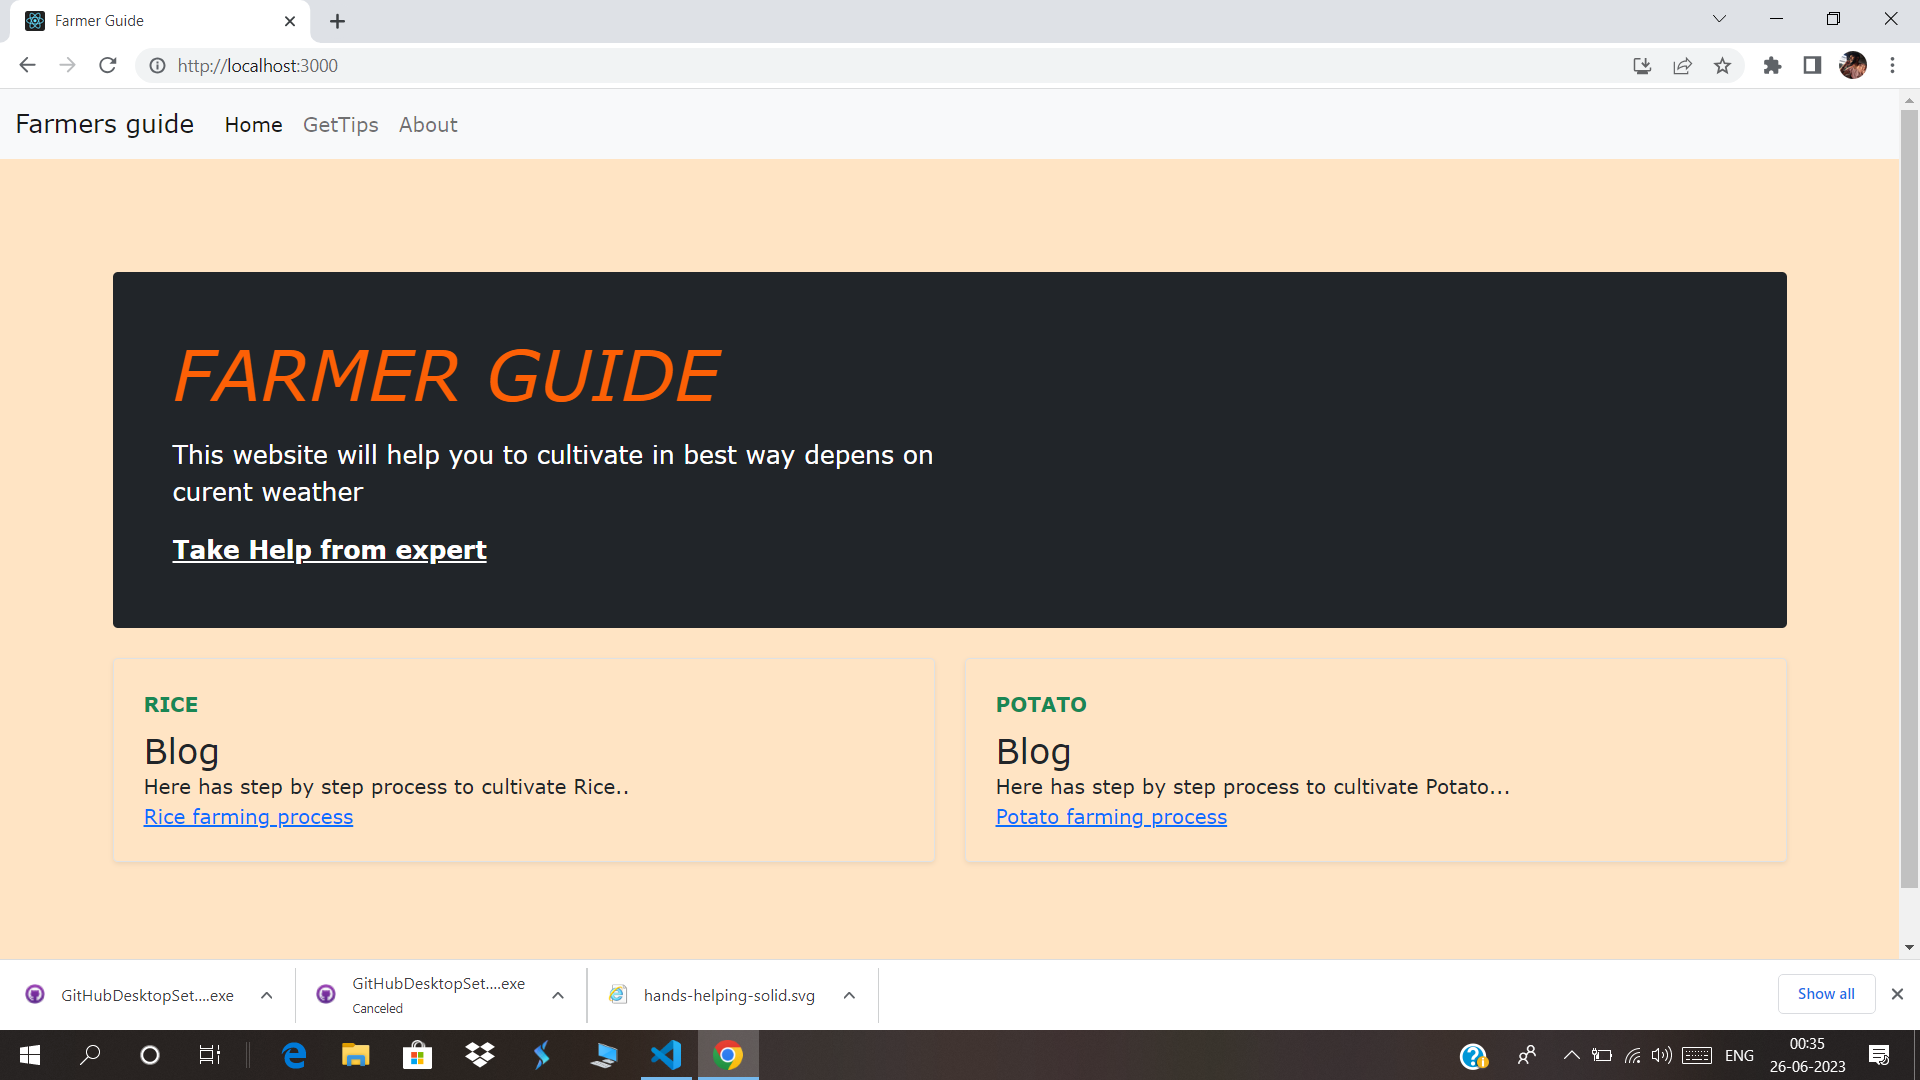 Farmer Guide
http://localhost:3000
Farmers guide Home GetTips About
FARMER GUIDE
This website will help you to cultivate in best way depens on
curent weather
Take Help from expert
RICE
Blog
Here has step by step process to cultivate Rice..
Rice farming process
POTATO
Blog
Here has step by step process to cultivate Potato...
Potato farming process
GitHubDesktopSet....exe
GitHubDesktopSet....exe
Canceled
hands-helping-solid.svg
Show all
ENG
00:35
26-06-2023